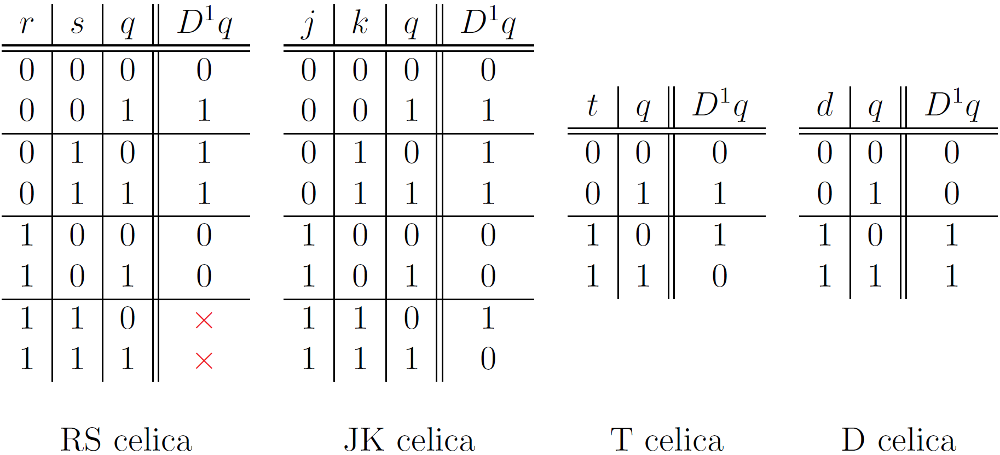 r s q D¹q
0 0 0 0
0 0 1 1
0 1 0 1
0 1 1 1
1 0 0 0
1 0 1 0
1 1 0 ×
1 1 1 ×
RS celica
j k q D¹q
0 0 0 0
0 0 1 1
0 1 0 1
0 1 1 1
1 0 0 0
1 0 1 0
1 1 0 1
1 1 1 0
JK celica
t q D¹q
0 0 0
0 1 1
1 0 1
1 1 0
T celica
d q D¹q
0 0 0
0 1 0
1 0 1
1 1 1
D celica